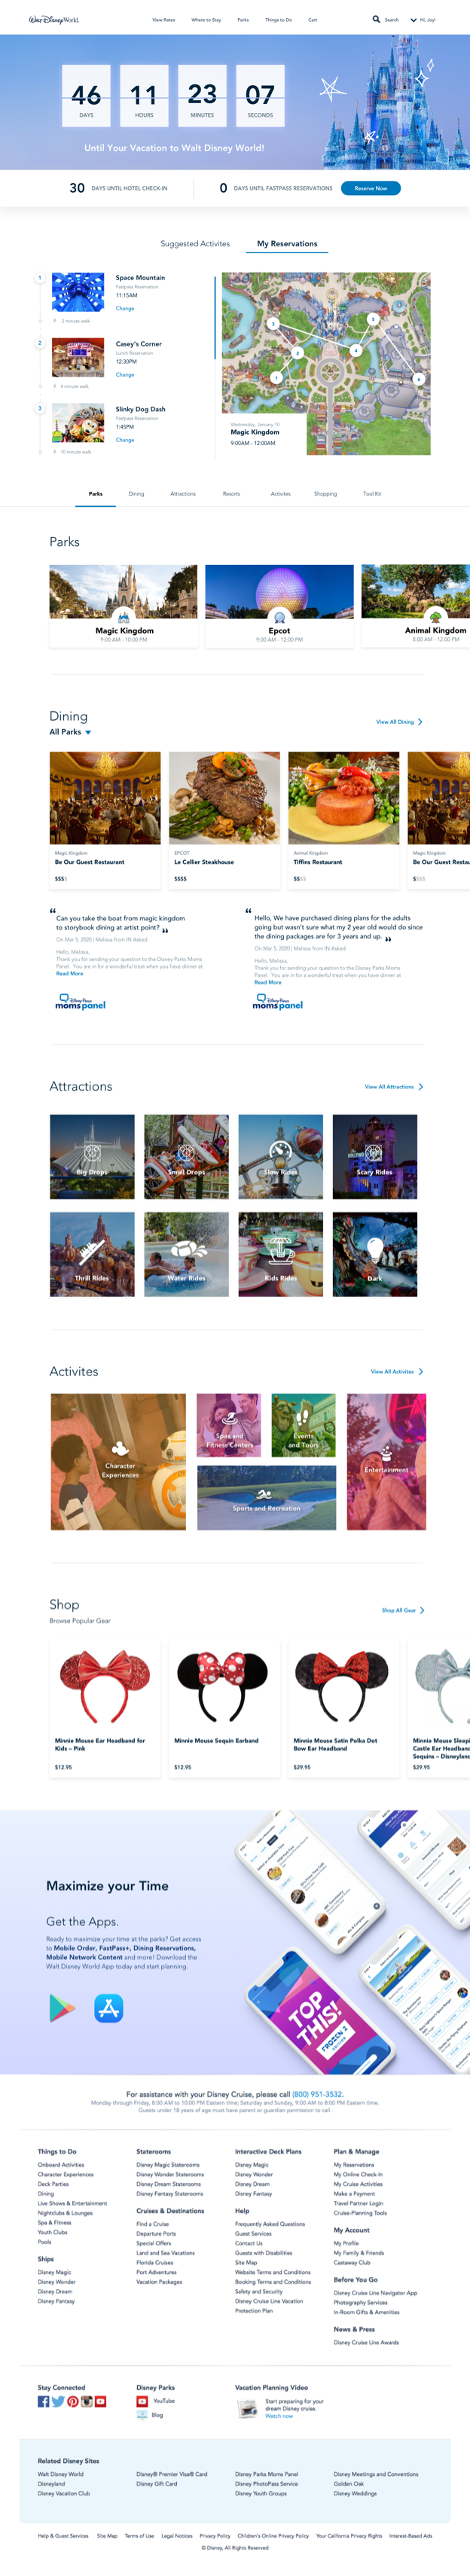 Walt Disney World
View Rates Where to Stay Parks Things to Do Cart Search Hi, Joy!
46 11 23 07
DAYS HOURS MINUTES SECONDS
Until Your Vacation to Walt Disney World!
30 DAYS UNTIL HOTEL CHECK-IN 0 DAYS UNTIL FASTPASS RESERVATIONS Reserve Now
Suggested Activites My Reservations
1
Space Mountain
Fastpass Reservation
11:15AM
Change
2 minute walk
2
Casey's Corner
Lunch Reservation
12:30PM
Change
4 minute walk
3
Slinky Dog Dash
Fastpass Reservation
1:45PM
Change
10 minute walk
3
5
2
4
1
6
Wednesday, January 10
Magic Kingdom
9:00AM - 12:00AM
Parks Dining Attractions Resorts Activites Shopping Tool Kit
Parks
Magic Kingdom
9:00 AM - 10:00 PM
Epcot
9:00 AM - 12:00 PM
Animal Kingdom
8:00 AM - 12:00 PM
Dining
All Parks
View All Dining
Magic Kingdom
Be Our Guest Restaurant
$$$$
EPCOT
Le Cellier Steakhouse
$$$$
Animal Kingdom
Tiffins Restaurant
$$$$
Magic Kingdom
Be Our Guest Restau
$$$$
“ Can you take the boat from magic kingdom
to storybook dining at artist point? ”
On Mar 5, 2020 | Melissa from IN Asked
Hello, Melissa,
Thank you for sending your question to the Disney Parks Moms
Panel. You are in for a wonderful treat when you have dinner at
Read More
Disney Parks
moms panel
“ Hello, We have purchased dining plans for the adults
going but wasn't sure what my 2 year old would do since
the dining packages are for 3 years and up. ”
On Mar 5, 2020 | Melissa from IN Asked
Hello, Melissa,
Thank you for sending your question to the Disney Parks Moms
Panel. You are in for a wonderful treat when you have dinner at
Read More
Disney Parks
moms panel
Attractions
View All Attractions
Big Drops Small Drops Slow Rides Scary Rides
Thrill Rides Water Rides Kids Rides Dark
Activites
View All Activites
Character
Experiences
Spas and
Fitness Centers
Events
and Tours
Sports and Recreation
Entertainment
Shop
Browse Popular Gear
Shop All Gear
Minnie Mouse Ear Headband for
Kids – Pink
$12.95
Minnie Mouse Sequin Earband
$12.95
Minnie Mouse Satin Polka Dot
Bow Ear Headband
$29.95
Minnie Mouse Sleepi
Castle Ear Headband
Sequins – Disneyland
$29.95
Maximize your Time
Get the Apps.
Ready to maximize your time at the parks? Get access
to Mobile Order, FastPass+, Dining Reservations,
Mobile Network Content and more! Download the
Walt Disney World App today and start planning.
TOP
THIS!
FROZEN 2
For assistance with your Disney Cruise, please call (800) 951-3532.
Monday through Friday, 8:00 AM to 10:00 PM Eastern time; Saturday and Sunday, 9:00 AM to 8:00 PM Eastern time.
Guests under 18 years of age must have parent or guardian permission to call.
Things to Do
Onboard Activities
Character Experiences
Deck Parties
Dining
Live Shows & Entertainment
Nightclubs & Lounges
Spa & Fitness
Youth Clubs
Pools
Ships
Disney Magic
Disney Wonder
Disney Dream
Disney Fantasy
Staterooms
Disney Magic Staterooms
Disney Wonder Staterooms
Disney Dream Staterooms
Disney Fantasy Staterooms
Cruises & Destinations
Find a Cruise
Departure Ports
Special Offers
Land and Sea Vacations
Florida Cruises
Port Adventures
Vacation Packages
Interactive Deck Plans
Disney Magic
Disney Wonder
Disney Dream
Disney Fantasy
Help
Frequently Asked Questions
Guest Services
Contact Us
Guests with Disabilities
Site Map
Website Terms and Conditions
Booking Terms and Conditions
Safety and Security
Disney Cruise Line Vacation
Protection Plan
Plan & Manage
My Reservations
My Online Check-In
My Cruise Activities
Make a Payment
Travel Partner Login
Cruise-Planning Tools
My Account
My Profile
My Family & Friends
Castaway Club
Before You Go
Disney Cruise Line Navigator App
Photography Services
In-Room Gifts & Amenities
News & Press
Disney Cruise Line Awards
Stay Connected
Disney Parks
YouTube
Blog
Vacation Planning Video
Start preparing for your
dream Disney cruise.
Watch now
Related Disney Sites
Walt Disney World
Disneyland
Disney Vacation Club
Disney® Premier Visa® Card
Disney Gift Card
Disney Parks Moms Panel
Disney PhotoPass Service
Disney Youth Groups
Disney Meetings and Conventions
Golden Oak
Disney Weddings
Help & Guest Services Site Map Terms of Use Legal Notices Privacy Policy Children's Online Privacy Policy Your California Privacy Rights Interest-Based Ads
© Disney, All Rights Reserved